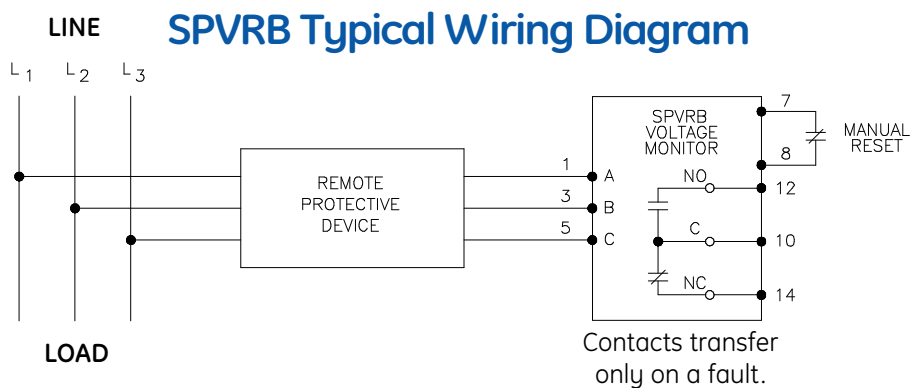 SPVRB Typical Wiring Diagram
LINE
L1 L2 L3
REMOTE
PROTECTIVE
DEVICE
1
3
5
A
B
C
SPVRB
VOLTAGE
MONITOR
NO
C
NC
7
8
12
10
14
MANUAL
RESET
LOAD
Contacts transfer
only on a fault.